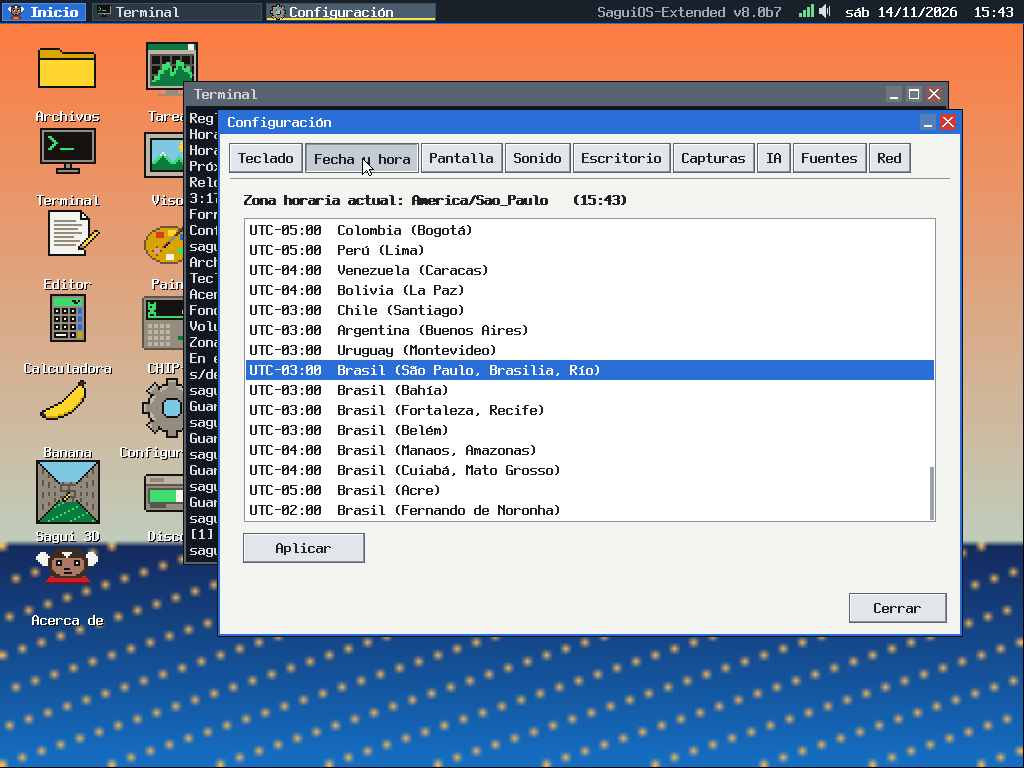 Inicio
Terminal
Configuración
SaguiOS-Extended v8.0b7
sáb 14/11/2026 15:43
Archivos
Terminal
Editor
Calculadora
Banana
Sagui 3D
Acerca de
Terminal
3:17
En e
s/de
[1]
Configuración
Teclado
Fecha y hora
Pantalla
Sonido
Escritorio
Capturas
IA
Fuentes
Red
Zona horaria actual: America/Sao_Paulo (15:43)
UTC-05:00 Colombia (Bogotá)
UTC-05:00 Perú (Lima)
UTC-04:00 Venezuela (Caracas)
UTC-04:00 Bolivia (La Paz)
UTC-03:00 Chile (Santiago)
UTC-03:00 Argentina (Buenos Aires)
UTC-03:00 Uruguay (Montevideo)
UTC-03:00 Brasil (São Paulo, Brasilia, Río)
UTC-03:00 Brasil (Bahía)
UTC-03:00 Brasil (Fortaleza, Recife)
UTC-03:00 Brasil (Belém)
UTC-04:00 Brasil (Manaos, Amazonas)
UTC-04:00 Brasil (Cuiabá, Mato Grosso)
UTC-05:00 Brasil (Acre)
UTC-02:00 Brasil (Fernando de Noronha)
Aplicar
Cerrar